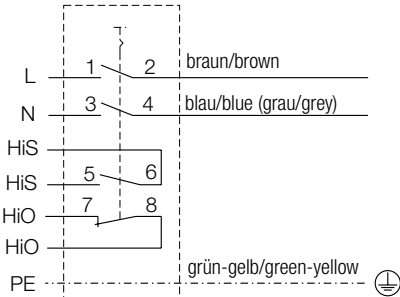 L 1 2 braun/brown
N 3 4 blau/blue (grau/grey)
HiS
HiS 5 6
HiO 7 8
HiO
PE grün-gelb/green-yellow